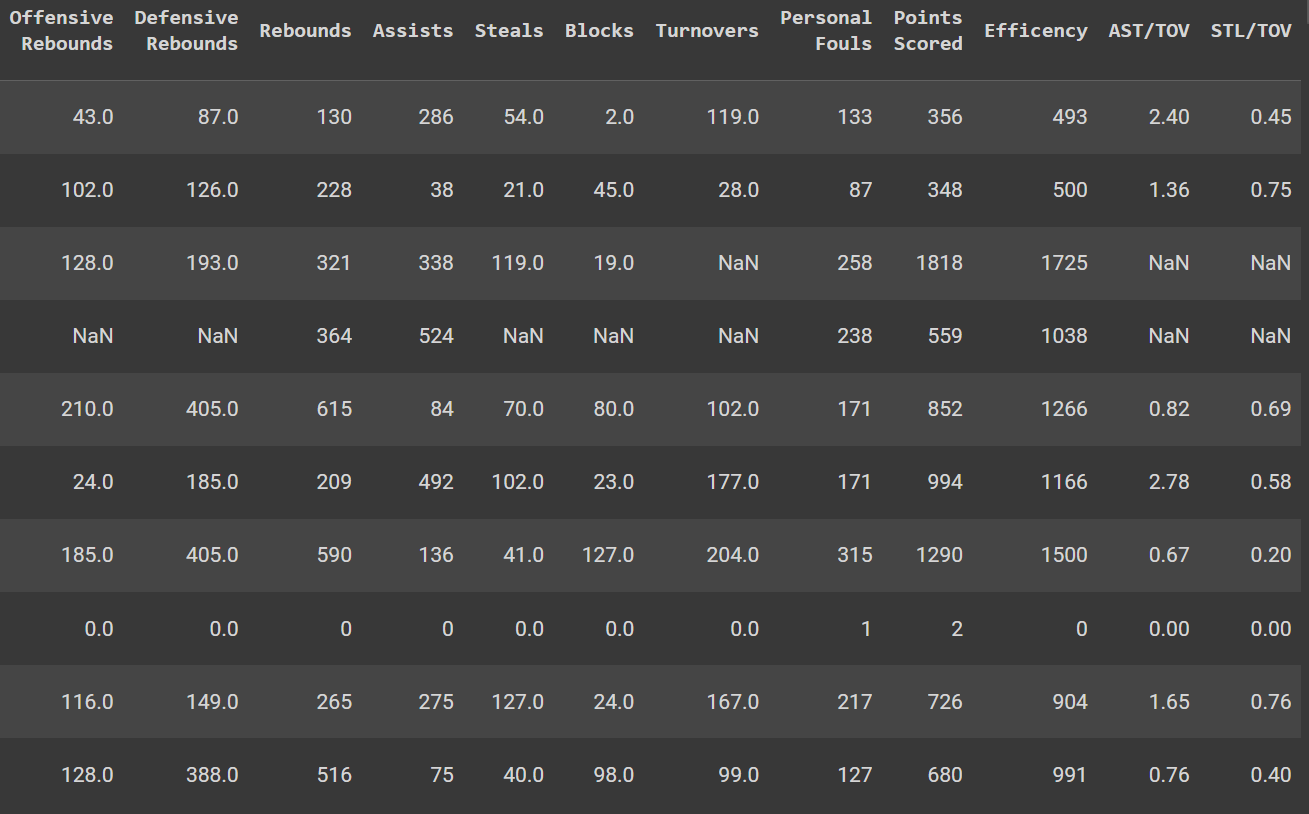 Offensive Rebounds Defensive Rebounds Rebounds Assists Steals Blocks Turnovers Personal Fouls Points Scored Efficency AST/TOV STL/TOV
43.0 87.0 130 286 54.0 2.0 119.0 133 356 493 2.40 0.45
102.0 126.0 228 38 21.0 45.0 28.0 87 348 500 1.36 0.75
128.0 193.0 321 338 119.0 19.0 NaN 258 1818 1725 NaN NaN
NaN NaN 364 524 NaN NaN NaN 238 559 1038 NaN NaN
210.0 405.0 615 84 70.0 80.0 102.0 171 852 1266 0.82 0.69
24.0 185.0 209 492 102.0 23.0 177.0 171 994 1166 2.78 0.58
185.0 405.0 590 136 41.0 127.0 204.0 315 1290 1500 0.67 0.20
0.0 0.0 0 0 0.0 0.0 0.0 1 2 0 0.00 0.00
116.0 149.0 265 275 127.0 24.0 167.0 217 726 904 1.65 0.76
128.0 388.0 516 75 40.0 98.0 99.0 127 680 991 0.76 0.40